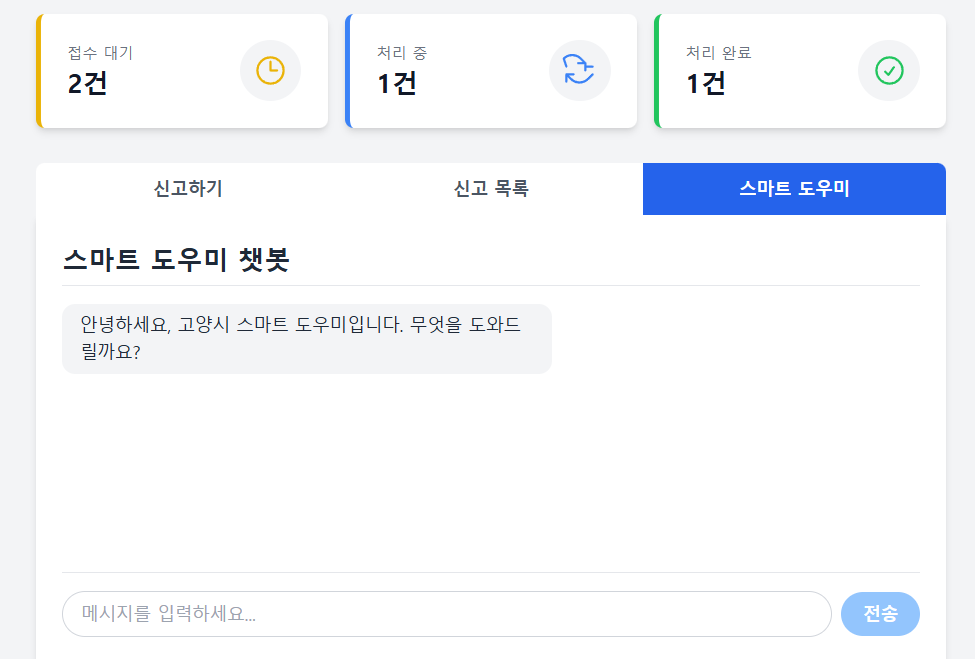 접수 대기
2건
처리 중
1건
처리 완료
1건
신고하기
신고 목록
스마트 도우미
스마트 도우미 챗봇
안녕하세요, 고양시 스마트 도우미입니다. 무엇을 도와드
릴까요?
메시지를 입력하세요...
전송